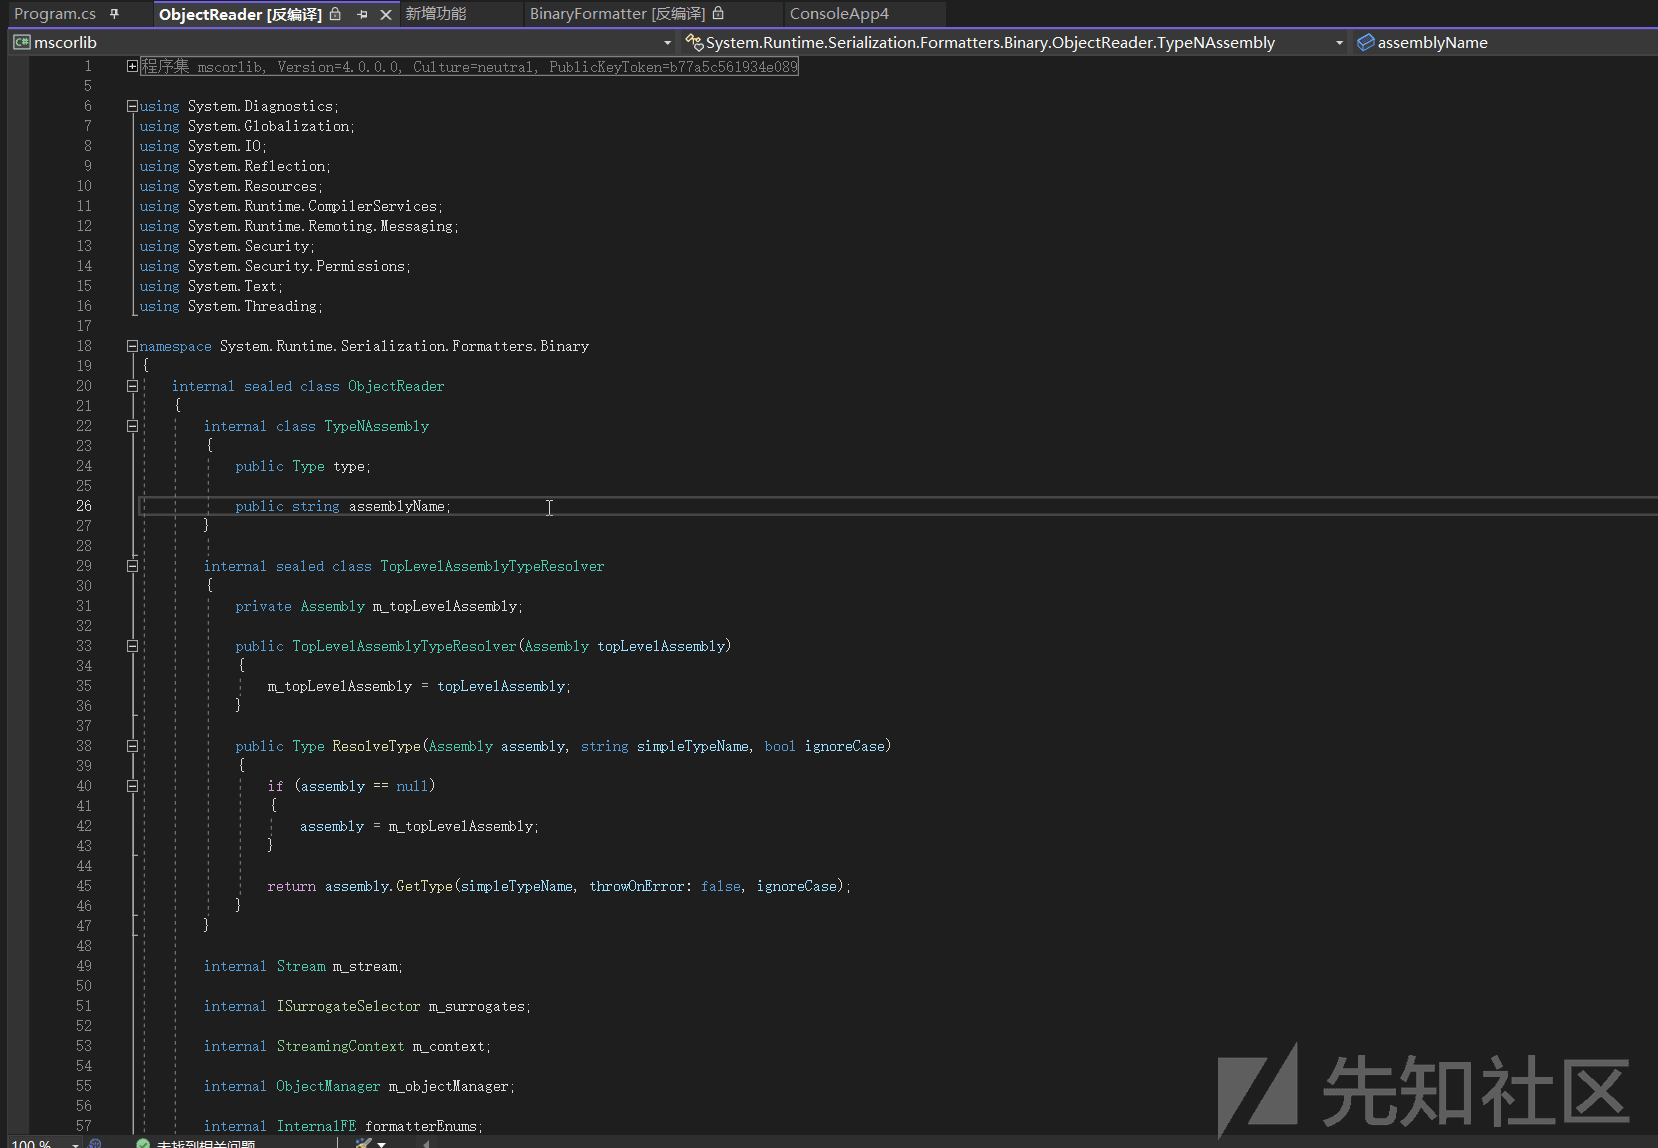 Program.cs ObjectReader [反编译] 新增功能 BinaryFormatter [反编译] ConsoleApp4
C# mscorlib System.Runtime.Serialization.Formatters.Binary.ObjectReader.TypeNAssembly assemblyName
1 程序集 mscorlib, Version=4.0.0.0, Culture=neutral, PublicKeyToken=b77a5c561934e089
5
6 using System.Diagnostics;
7 using System.Globalization;
8 using System.IO;
9 using System.Reflection;
10 using System.Resources;
11 using System.Runtime.CompilerServices;
12 using System.Runtime.Remoting.Messaging;
13 using System.Security;
14 using System.Security.Permissions;
15 using System.Text;
16 using System.Threading;
17
18 namespace System.Runtime.Serialization.Formatters.Binary
19 {
20 internal sealed class ObjectReader
21 {
22 internal class TypeNAssembly
23 {
24 public Type type;
25
26 public string assemblyName;
27 }
28
29 internal sealed class TopLevelAssemblyTypeResolver
30 {
31 private Assembly m_topLevelAssembly;
32
33 public TopLevelAssemblyTypeResolver(Assembly topLevelAssembly)
34 {
35 m_topLevelAssembly = topLevelAssembly;
36 }
37
38 public Type ResolveType(Assembly assembly, string simpleTypeName, bool ignoreCase)
39 {
40 if (assembly == null)
41 {
42 assembly = m_topLevelAssembly;
43 }
44
45 return assembly.GetType(simpleTypeName, throwOnError: false, ignoreCase);
46 }
47 }
48
49 internal Stream m_stream;
50
51 internal ISurrogateSelector m_surrogates;
52
53 internal StreamingContext m_context;
54
55 internal ObjectManager m_objectManager;
56
57 internal InternalFE formatterEnums;
100 % 未找到相关问题
先知社区